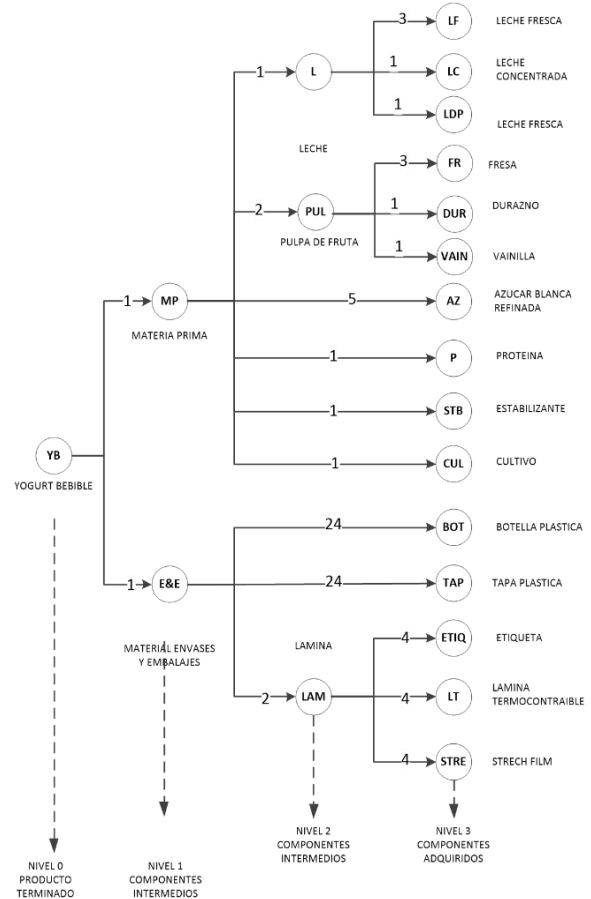 3
LF
LECHE FRESCA
1
L
1
LC
LECHE
CONCENTRADA
1
LDP
LECHE FRESCA
LECHE
3
FR
FRESA
2
PUL
1
DUR
DURAZNO
PULPA DE FRUTA
1
VAIN
VAINILLA
1
MP
5
AZ
AZUCAR BLANCA
REFINADA
MATERIA PRIMA
1
P
PROTEINA
1
STB
ESTABILIZANTE
YB
1
CUL
CULTIVO
YOGURT BEBIBLE
24
BOT
BOTELLA PLASTICA
1
E&E
24
TAP
TAPA PLASTICA
MATERIAL ENVASES
Y EMBALAJES
LAMINA
4
ETIQ
ETIQUETA
2
LAM
4
LT
LAMINA
TERMOCONTRAIBLE
4
STRE
STRECH FILM
NIVEL 0
PRODUCTO
TERMINADO
NIVEL 1
COMPONENTES
INTERMEDIOS
NIVEL 2
COMPONENTES
INTERMEDIOS
NIVEL 3
COMPONENTES
ADQUIRIDOS